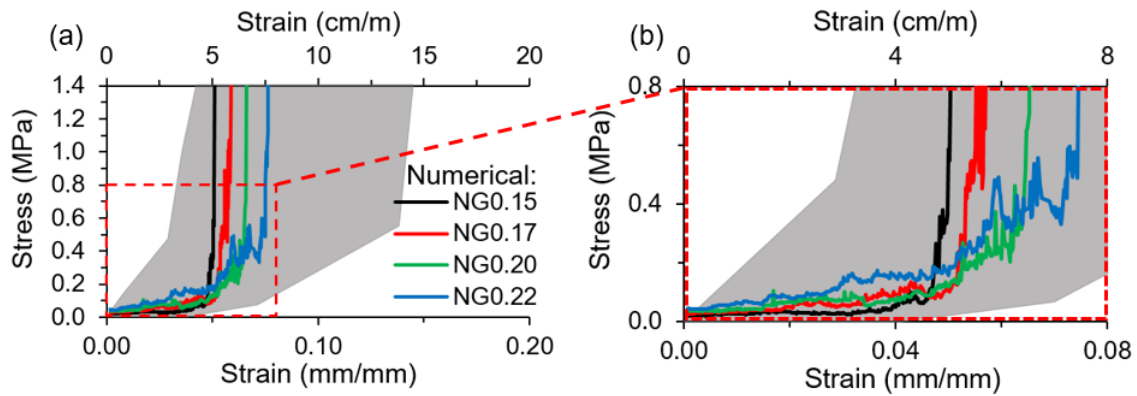 (a)
Strain (cm/m)
0 5 10 15 20
Stress (MPa)
1.4
1.2
1.0
0.8
0.6
0.4
0.2
0.0
Numerical:
NG0.15
NG0.17
NG0.20
NG0.22
0.00 0.10 0.20
Strain (mm/mm)
(b)
Strain (cm/m)
0 4 8
Stress (MPa)
0.8
0.4
0.0
0.00 0.04 0.08
Strain (mm/mm)